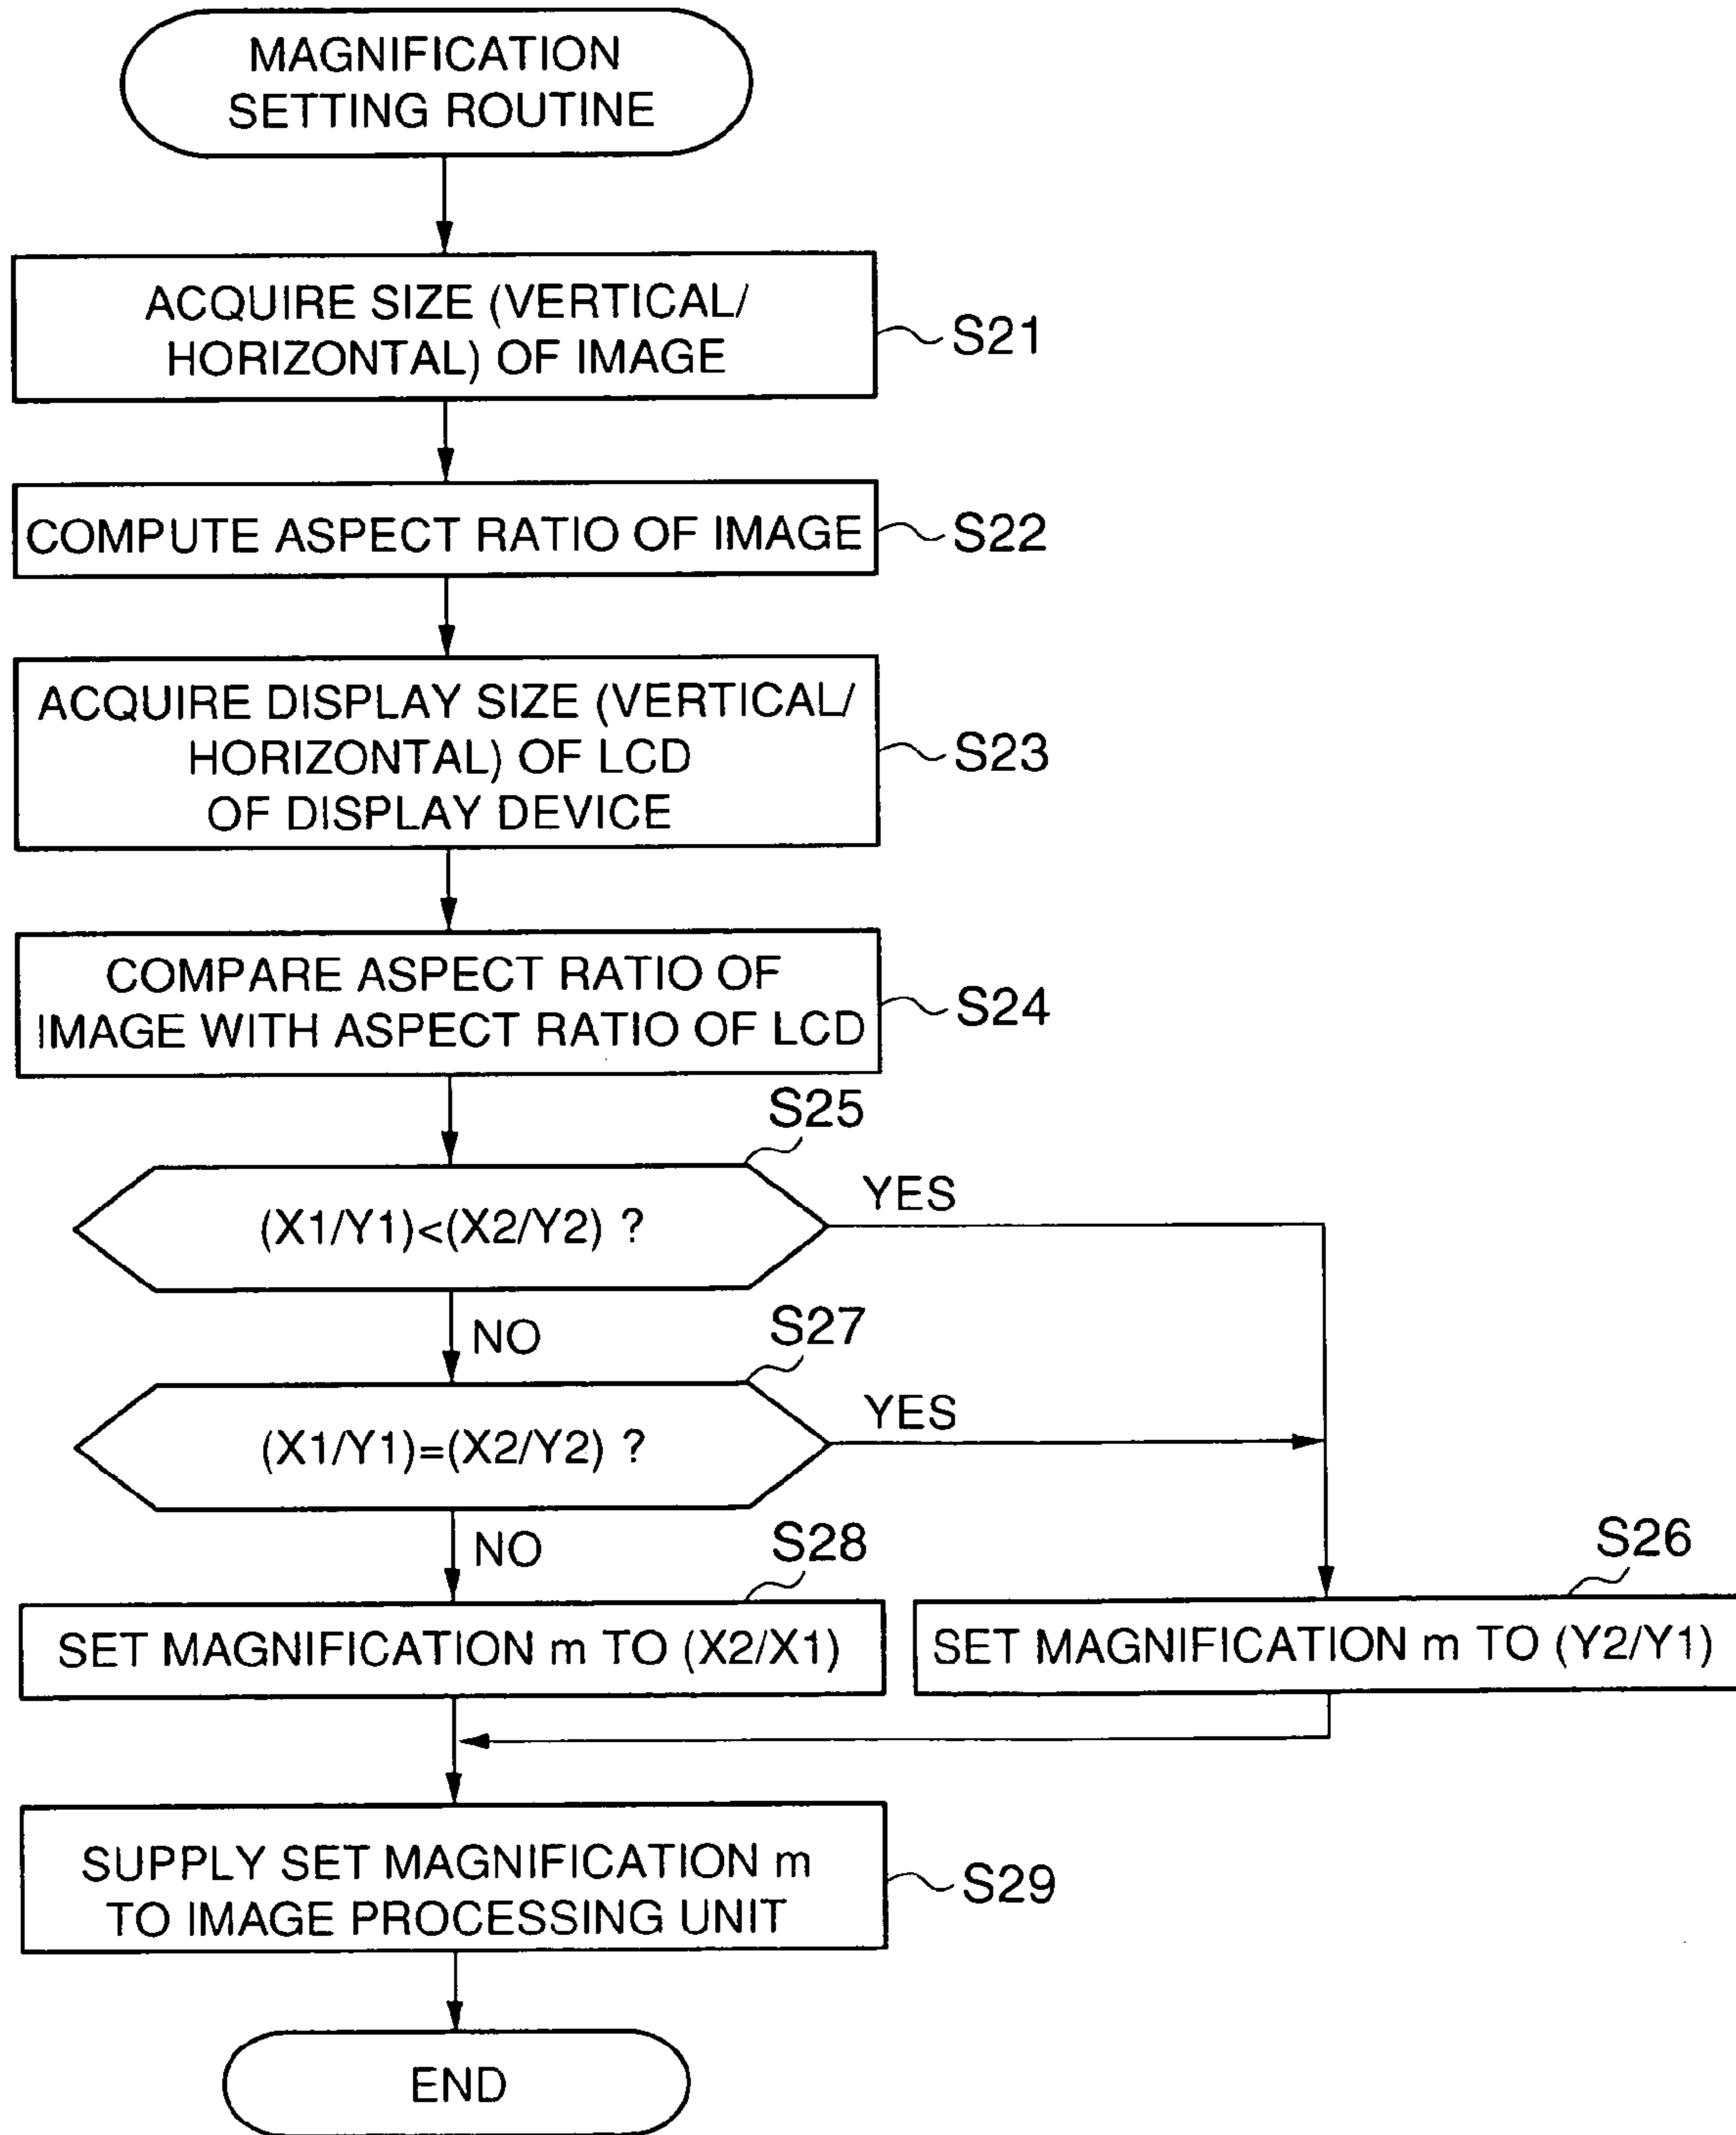 MAGNIFICATION
SETTING ROUTINE
ACQUIRE SIZE (VERTICAL/
HORIZONTAL) OF IMAGE
S21
COMPUTE ASPECT RATIO OF IMAGE
S22
ACQUIRE DISPLAY SIZE (VERTICAL/
HORIZONTAL) OF LCD
OF DISPLAY DEVICE
S23
COMPARE ASPECT RATIO OF
IMAGE WITH ASPECT RATIO OF LCD
S24
S25
(X1/Y1)<(X2/Y2) ?
YES
NO
S27
(X1/Y1)=(X2/Y2) ?
YES
NO
S28
SET MAGNIFICATION m TO (X2/X1)
S26
SET MAGNIFICATION m TO (Y2/Y1)
SUPPLY SET MAGNIFICATION m
TO IMAGE PROCESSING UNIT
S29
END